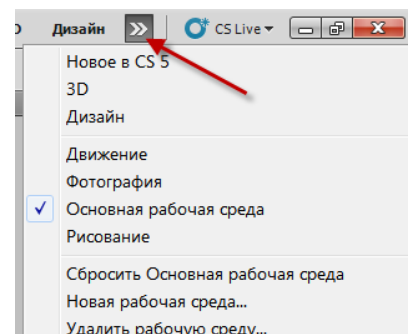 Дизайн CS Live
Новое в CS 5
3D
Дизайн
Движение
Фотография
Основная рабочая среда
Рисование
Сбросить Основная рабочая среда
Новая рабочая среда...
Удалить рабочую среду...